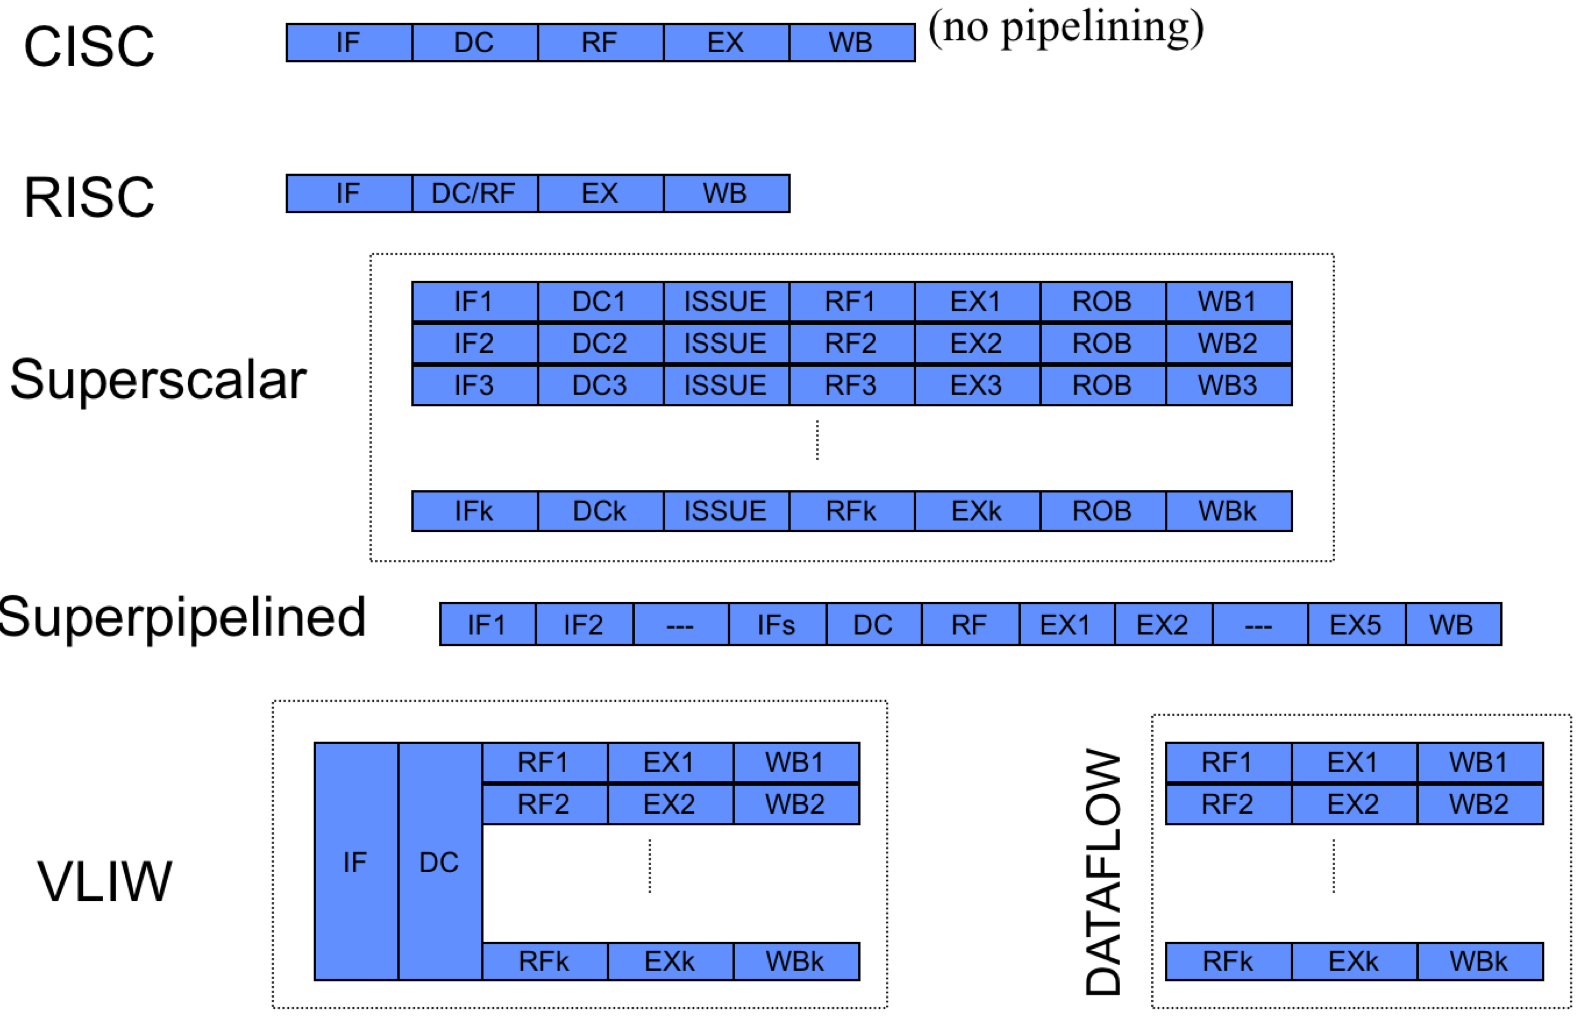 CISC IF DC RF EX WB (no pipelining)
RISC IF DC/RF EX WB
IF1 DC1 ISSUE RF1 EX1 ROB WB1
IF2 DC2 ISSUE RF2 EX2 ROB WB2
Superscalar IF3 DC3 ISSUE RF3 EX3 ROB WB3
IFk DCk ISSUE RFk EXk ROB WBk
Superpipelined IF1 IF2 --- IFs DC RF EX1 EX2 --- EX5 WB
VLIW IF DC
RF1 EX1 WB1
RF2 EX2 WB2
RFk EXk WBk
DATAFLOW
RF1 EX1 WB1
RF2 EX2 WB2
RFk EXk WBk